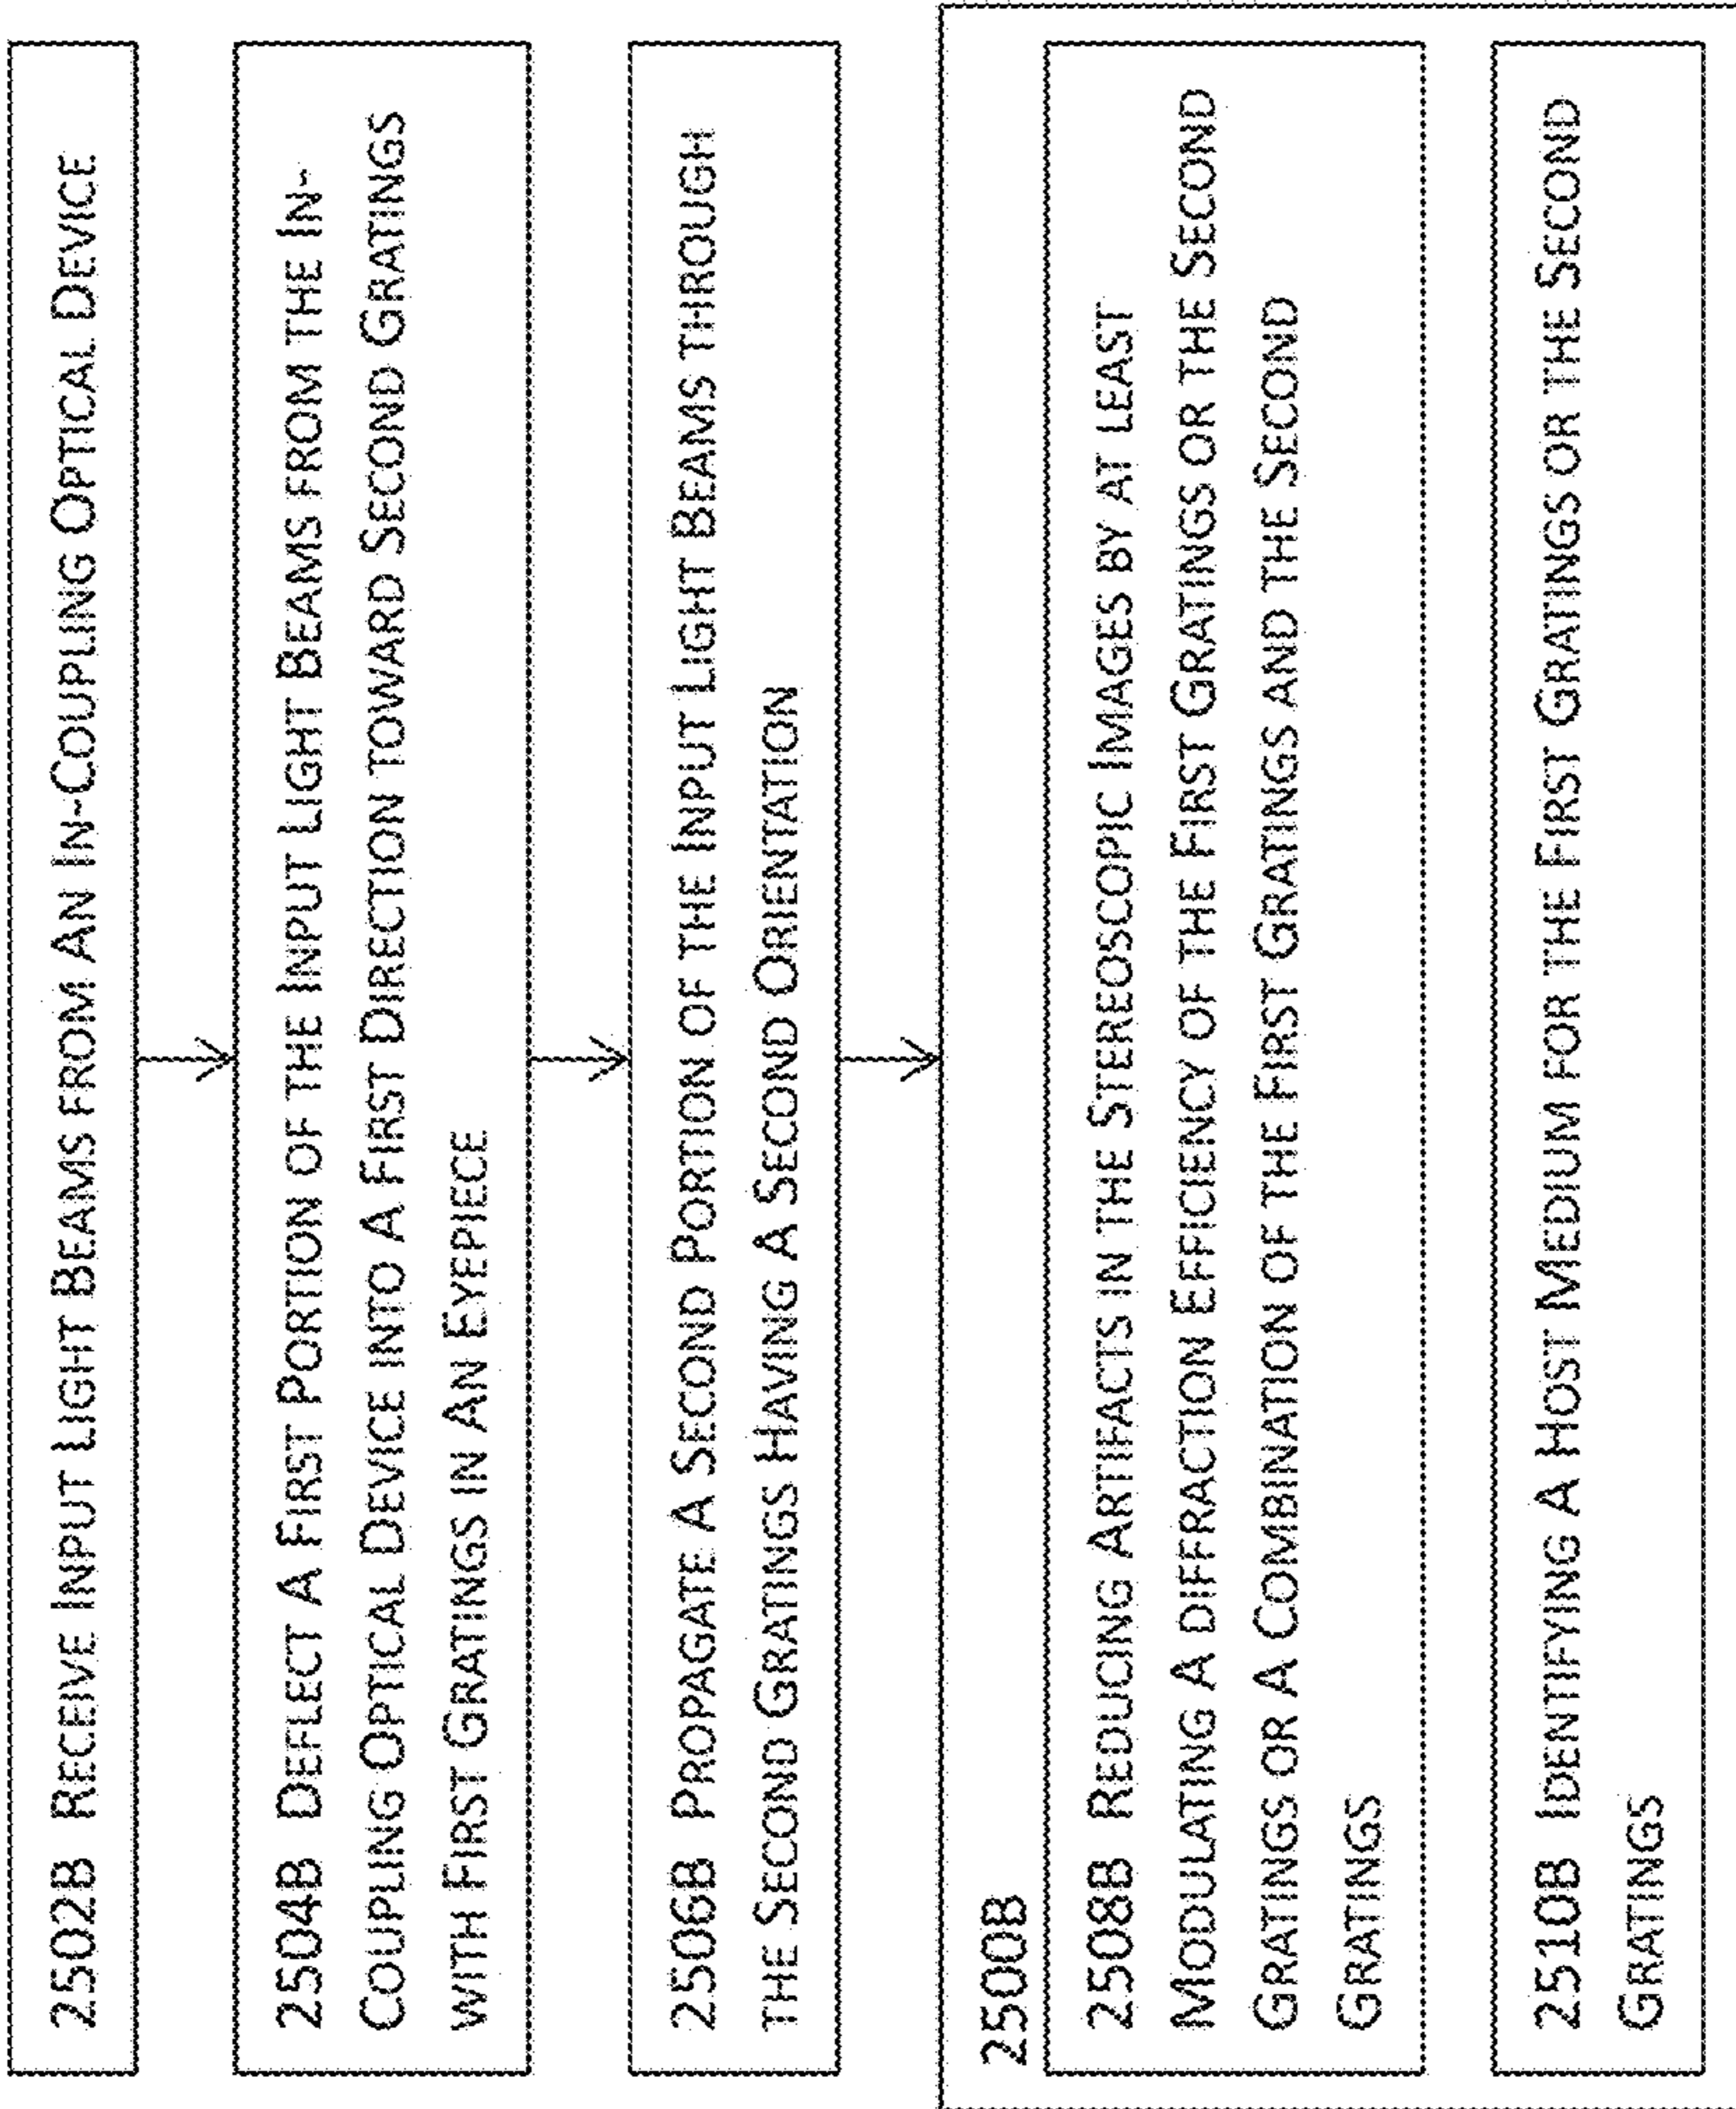 2502B RECEIVE INPUT LIGHT BEAMS FROM AN IN-COUPLING OPTICAL DEVICE
2504B DEFLECT A FIRST PORTION OF THE INPUT LIGHT BEAMS FROM THE IN-
COUPLING OPTICAL DEVICE INTO A FIRST DIRECTION TOWARD SECOND GRATINGS
WITH FIRST GRATINGS IN AN EYEPIECE
2506B PROPAGATE A SECOND PORTION OF THE INPUT LIGHT BEAMS THROUGH
THE SECOND GRATINGS HAVING A SECOND ORIENTATION
2500B
2508B REDUCING ARTIFACTS IN THE STEREOSCOPIC IMAGES BY AT LEAST
MODULATING A DIFFRACTION EFFICIENCY OF THE FIRST GRATINGS OR THE SECOND
GRATINGS OR A COMBINATION OF THE FIRST GRATINGS AND THE SECOND
GRATINGS
2510B IDENTIFYING A HOST MEDIUM FOR THE FIRST GRATINGS OR THE SECOND
GRATINGS